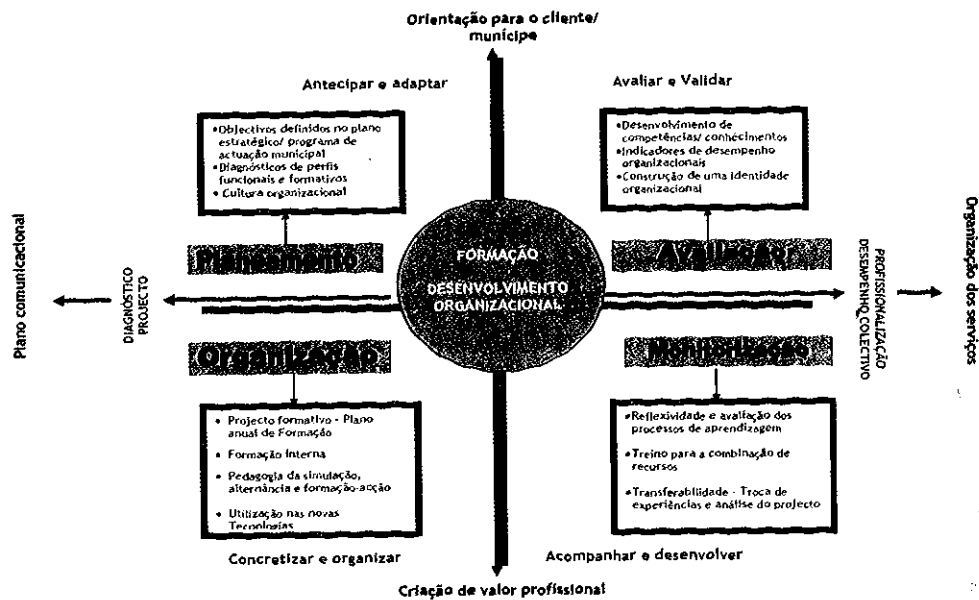 Orientação para o cliente/
munícipe
Antecipar e adaptar
Avaliar e Validar
•Objectivos definidos no plano
estratégico/ programa de
actuação municipal
•Diagnósticos de perfis
funcionais e formativos
• Cultura organizacional
•Desenvolvimento de
competências/ conhecimentos
•Indicadores de desempenho
organizacionais
•Construção de uma identidade
organizacional
Planeamento
Avaliação
FORMAÇÃO
DESENVOLVIMENTO
ORGANIZACIONAL
Plano comunicacional
DIAGNÓSTICO
PROJECTO
PROFISSIONALIZAÇÃO
DESEMPENHO COLECTIVO
Organização dos serviços
Organização
Monitorização
• Projecto formativo - Plano
anual de Formação
• Formação Interna
• Pedagogia da simulação,
alternância e formação-acção
• Utilização nas novas
Tecnologias
•Reflexividade e avaliação dos
processos de aprendizagem
•Treino para a combinação de
recursos
•Transferabilidade - Troca de
experiências e análise do projecto
Concretizar e organizar
Acompanhar e desenvolver
Criação de valor profissional